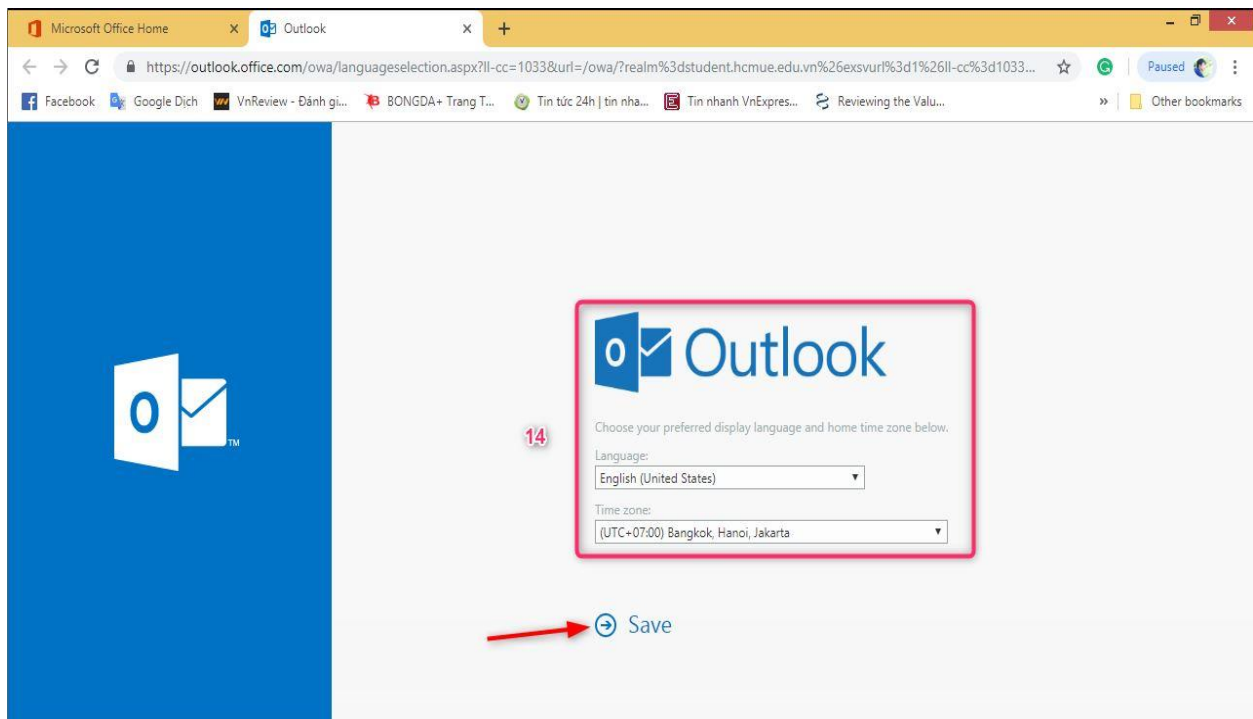 Microsoft Office Home
Outlook
https://outlook.office.com/owa/languageselection.aspx?ll-cc=1033&url=/owa/?realm%3dstudent.hcmue.edu.vn%26exsvurl%3d1%26ll-cc%3d1033...
Paused
Facebook Google Dịch VnReview - Đánh gi... BONGDA+ Trang T... Tin tức 24h | tin nha... Tin nhanh VnExpres... Reviewing the Valu... » Other bookmarks
O
TM
Outlook
14
Choose your preferred display language and home time zone below.
Language:
English (United States)
Time zone:
(UTC+07:00) Bangkok, Hanoi, Jakarta
Save